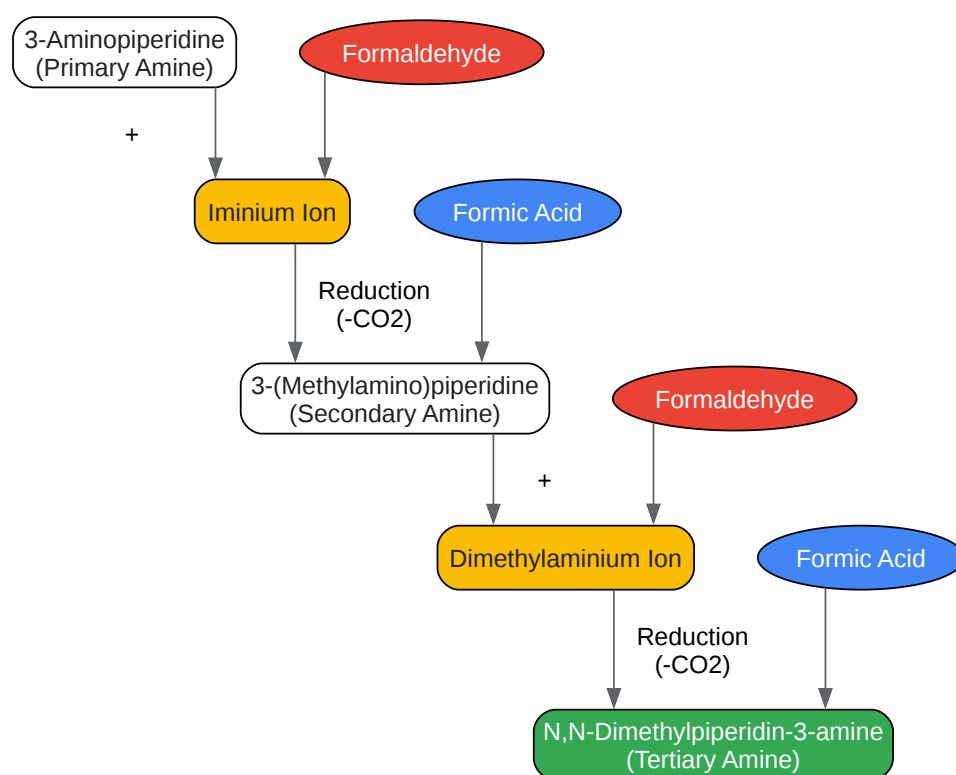 3-Aminopiperidine
(Primary Amine)
Formaldehyde
+
Iminium Ion
Formic Acid
Reduction
(-CO2)
3-(Methylamino)piperidine
(Secondary Amine)
Formaldehyde
+
Dimethylaminium Ion
Formic Acid
Reduction
(-CO2)
N,N-Dimethylpiperidin-3-amine
(Tertiary Amine)